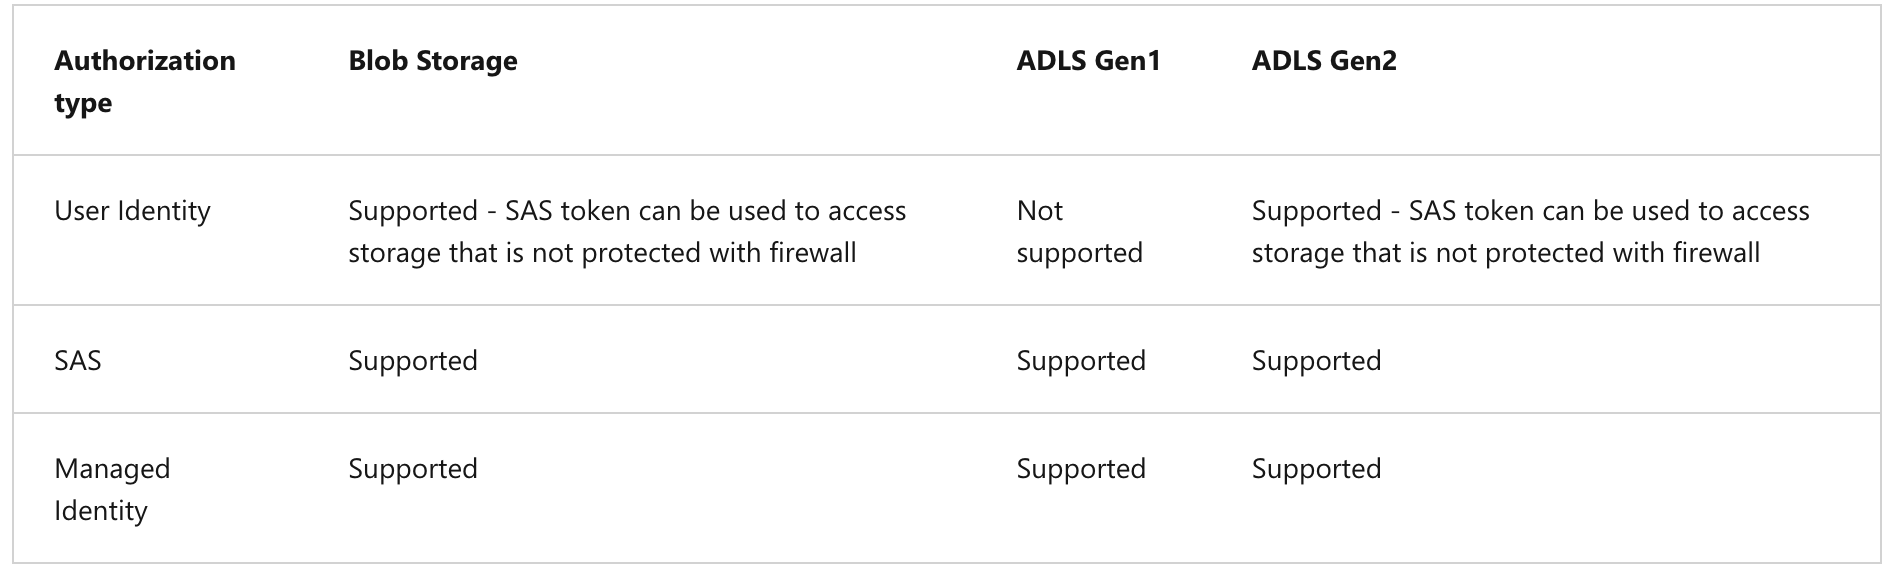 Authorization type
Blob Storage
ADLS Gen1
ADLS Gen2
User Identity
Supported - SAS token can be used to access
storage that is not protected with firewall
Not
supported
Supported - SAS token can be used to access
storage that is not protected with firewall
SAS
Supported
Supported
Supported
Managed
Identity
Supported
Supported
Supported